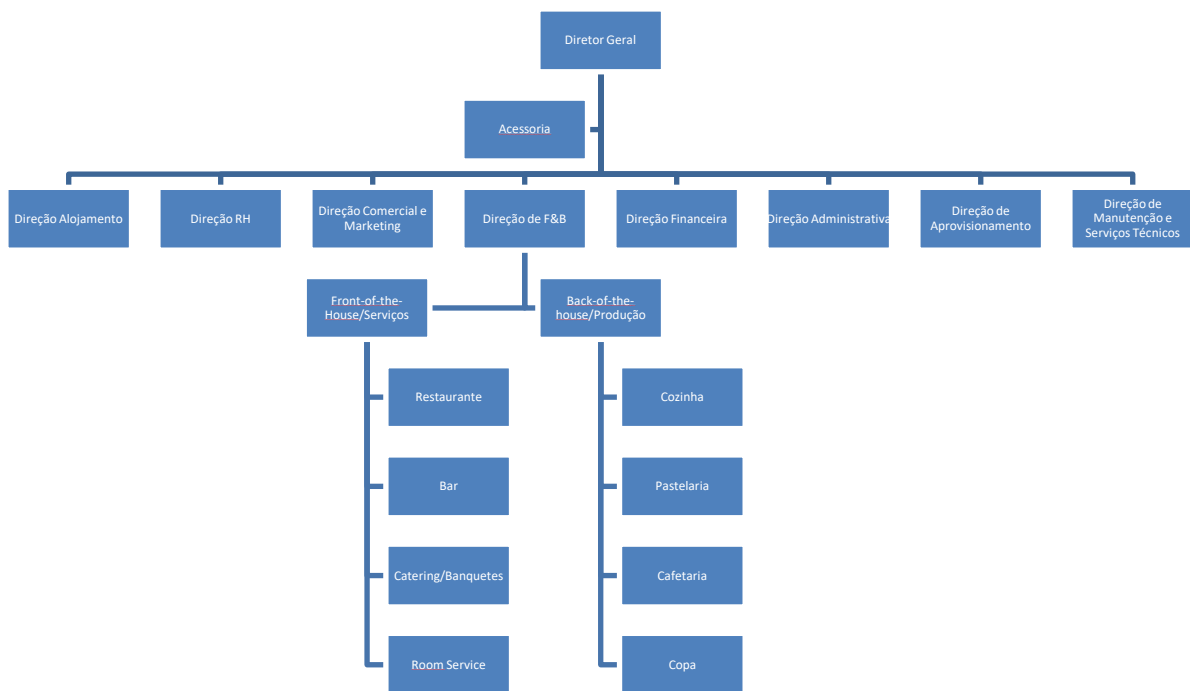 Diretor Geral
Acessoria
Direção Alojamento
Direção RH
Direção Comercial e
Marketing
Direção de F&B
Direção Financeira
Direção Administrativa
Direção de
Aprovisionamento
Direção de
Manutenção e
Serviços Técnicos
Front-of-the-
House/Serviços
Back-of-the-
house/Produção
Restaurante
Cozinha
Bar
Pastelaria
Catering/Banquetes
Cafetaria
Room Service
Copa